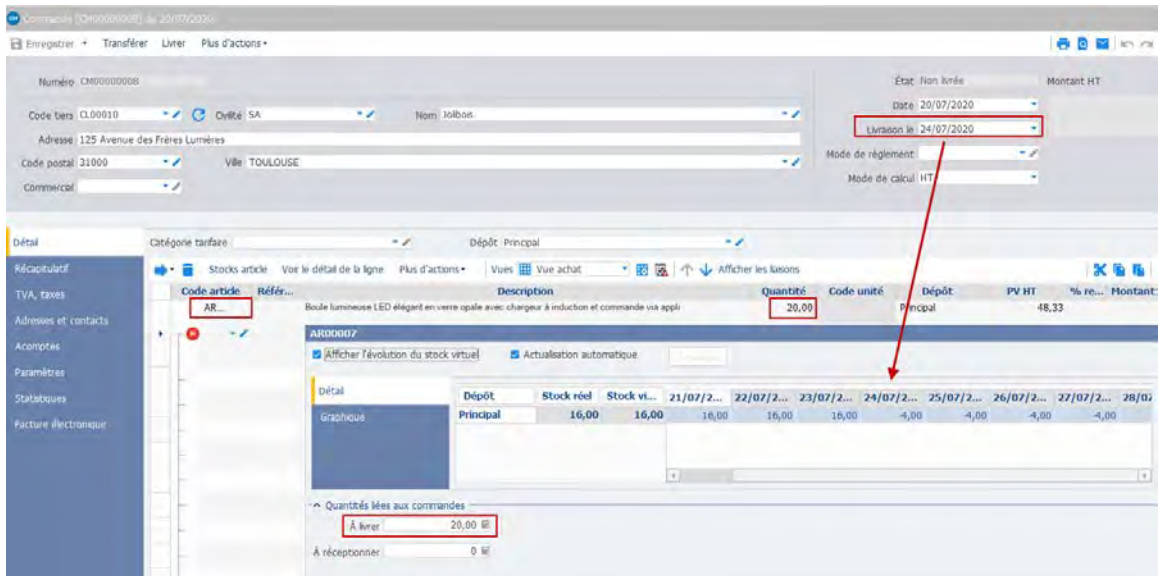 Commande [CM00000008] du 20/07/2020
Enregistrer Transférer Livrer Plus d'actions
Numéro CM00000008 État Non livrée Montant HT
Date 20/07/2020
Code tiers CL00010 Civilité SA Nom Jolbois
Livraison le 24/07/2020
Adresse 125 Avenue des Frères Lumières
Mode de règlement
Code postal 31000 Ville TOULOUSE
Mode de calcul HT
Commercial
Détail Catégorie tarifaire Dépôt Principal
Récapitulatif Stocks article Voir le détail de la ligne Plus d'actions Vues Vue achat Afficher les liaisons
TVA, taxes Code article Référ... Description Quantité Code unité Dépôt PV HT % re... Montant
AR... Boule lumineuse LED élégant en verre opale avec chargeur à induction et commande via appli 20,00 Principal 48,33
Adresses et contacts
Acomptes AR00007
Afficher l'évolution du stock virtuel Actualisation automatique
Paramètres
Statistiques Détail Dépôt Stock réel Stock vi... 21/07/2... 22/07/2... 23/07/2... 24/07/2... 25/07/2... 26/07/2... 27/07/2... 28/07
Facture électronique Graphique Principal 16,00 16,00 16,00 16,00 16,00 -4,00 -4,00 -4,00 -4,00
Quantités liées aux commandes
À livrer 20,00
À réceptionner 0